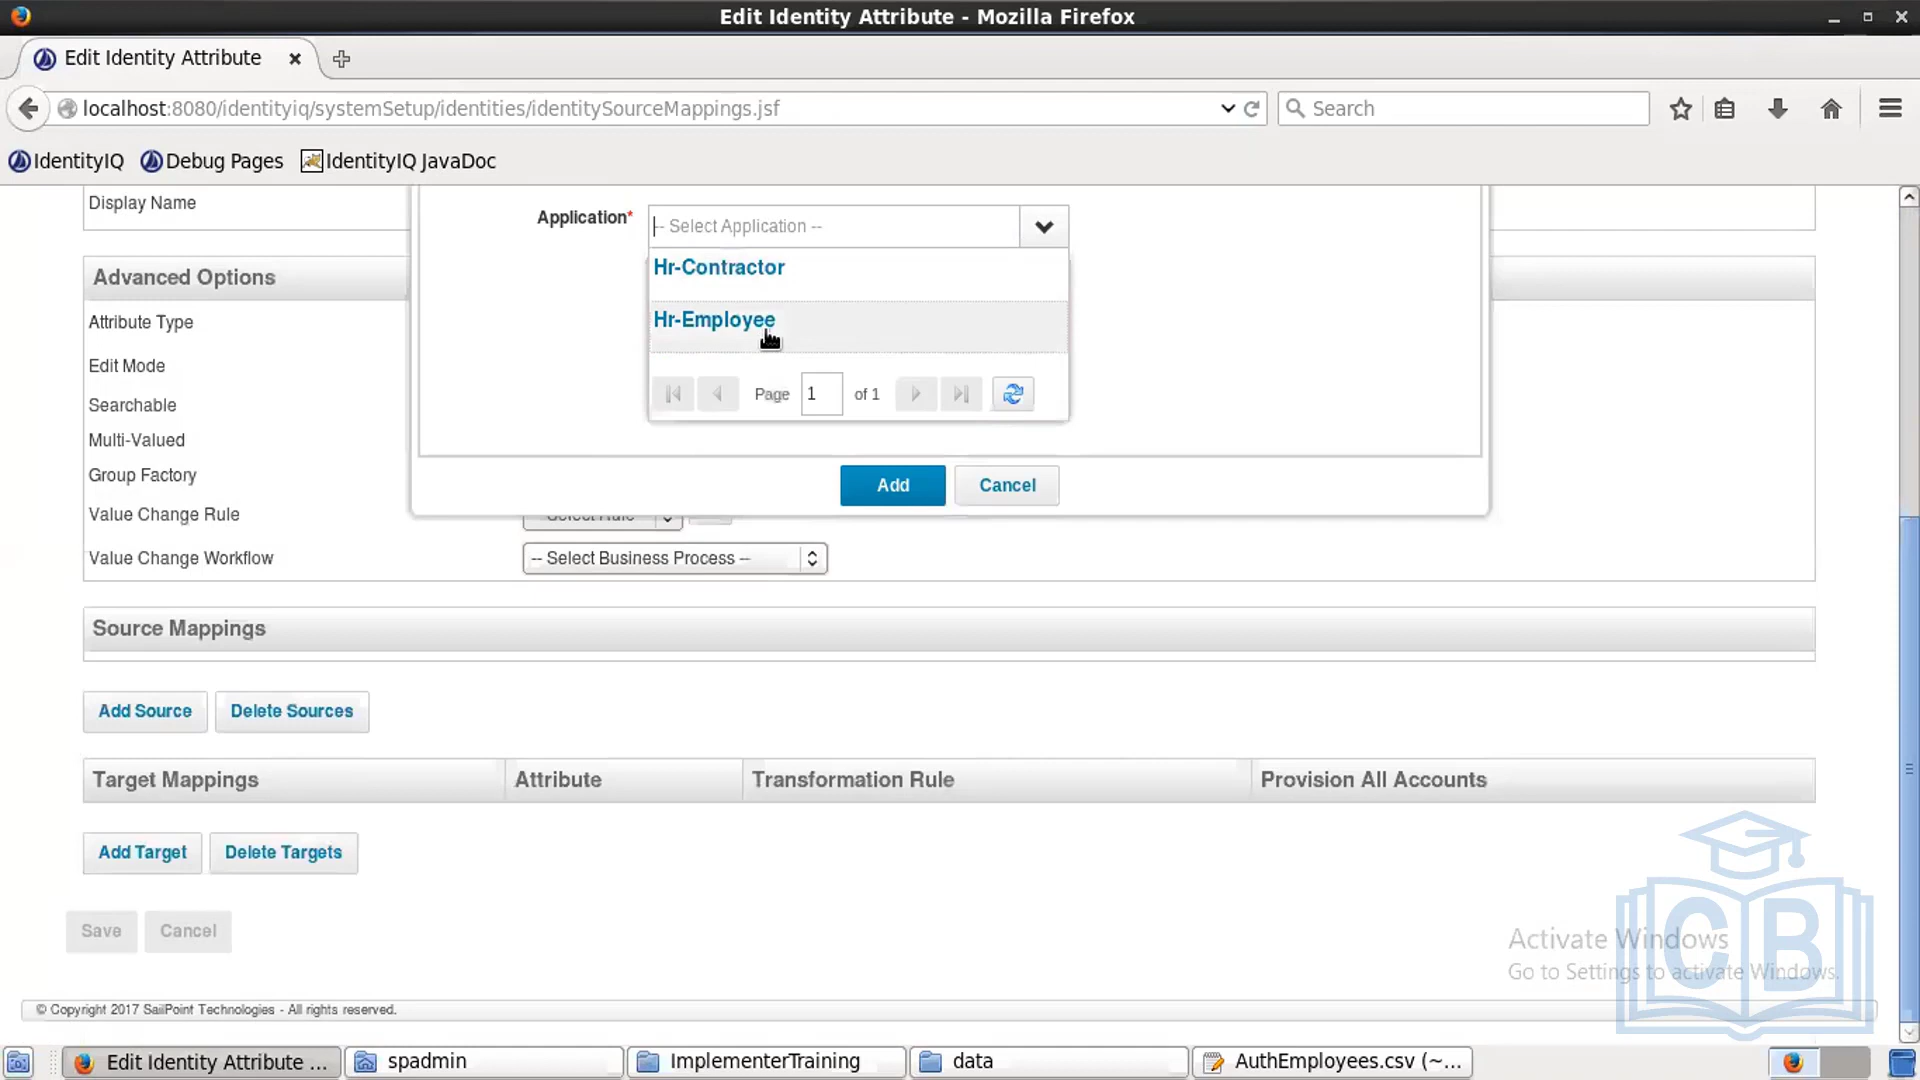 Edit Identity Attribute - Mozilla Firefox
Edit Identity Attribute
localhost:8080/identityiq/systemSetup/identities/identitySourceMappings.jsf
Search
IdentityIQ
Debug Pages
IdentityIQ JavaDoc
Display Name
Application*
-- Select Application --
Hr-Contractor
Hr-Employee
Page 1 of 1
Add
Cancel
Advanced Options
Attribute Type
Edit Mode
Searchable
Multi-Valued
Group Factory
Value Change Rule
-- Select Rule --
Value Change Workflow
-- Select Business Process --
Source Mappings
Add Source
Delete Sources
Target Mappings
Attribute
Transformation Rule
Provision All Accounts
Add Target
Delete Targets
Save
Cancel
CB
Activate Windows
Go to Settings to activate Windows.
© Copyright 2017 SailPoint Technologies - All rights reserved.
Edit Identity Attribute ...
spadmin
ImplementerTraining
data
AuthEmployees.csv (~...